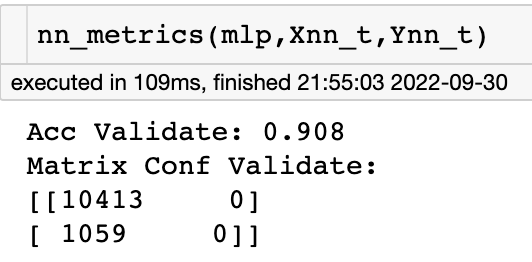 nn_metrics(mlp,Xnn_t,Ynn_t)
executed in 109ms, finished 21:55:03 2022-09-30
Acc Validate: 0.908
Matrix Conf Validate:
[[10413     0]
[ 1059     0]]